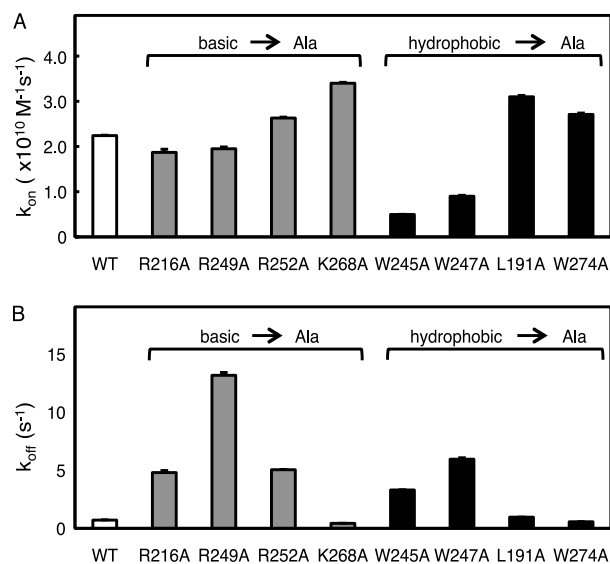 A
basic → Ala hydrophobic → Ala
4.0
3.0
2.0
1.0
0
kon ( x10¹⁰ M⁻¹s⁻¹)
WT R216A R249A R252A K268A W245A W247A L191A W274A
B
basic → Ala hydrophobic → Ala
15
10
5
0
koff (s⁻¹)
WT R216A R249A R252A K268A W245A W247A L191A W274A